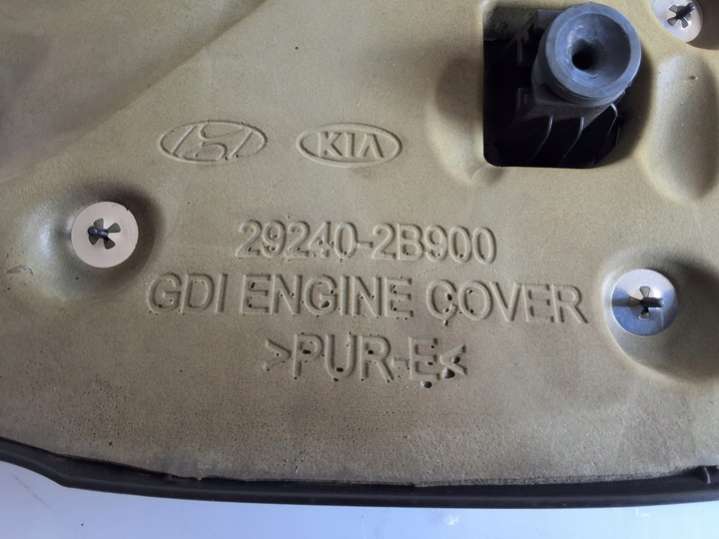 KIA
29240-2B900
GDI ENGINE COVER
>PUR-E<